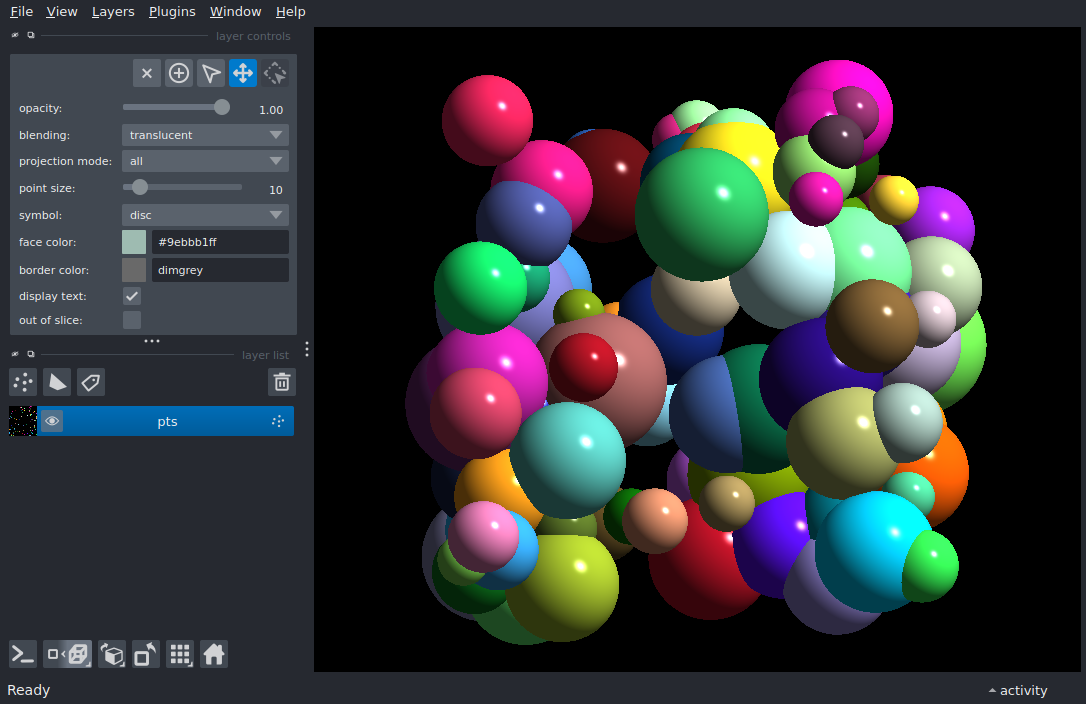 File View Layers Plugins Window Help
layer controls
opacity: 1.00
blending: translucent
projection mode: all
point size: 10
symbol: disc
face color: #9ebbb1ff
border color: dimgrey
display text:
out of slice:
layer list
pts
Ready
activity